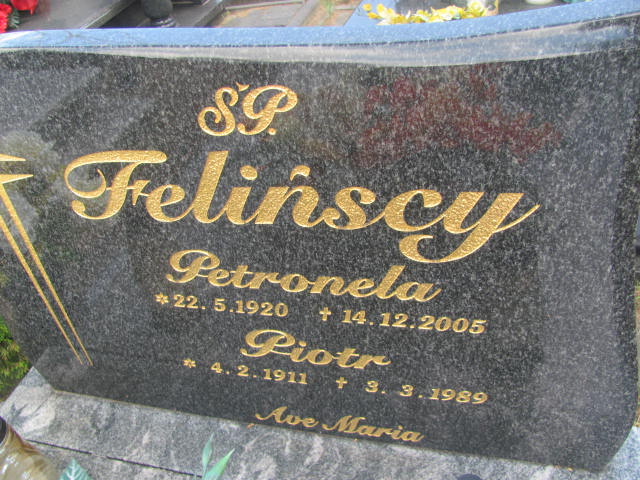 ŚP.
Felińscy
Petronela
* 22. 5. 1920 † 14. 12. 2005
Piotr
* 4. 2. 1911 † 3. 3. 1989
Ave Maria